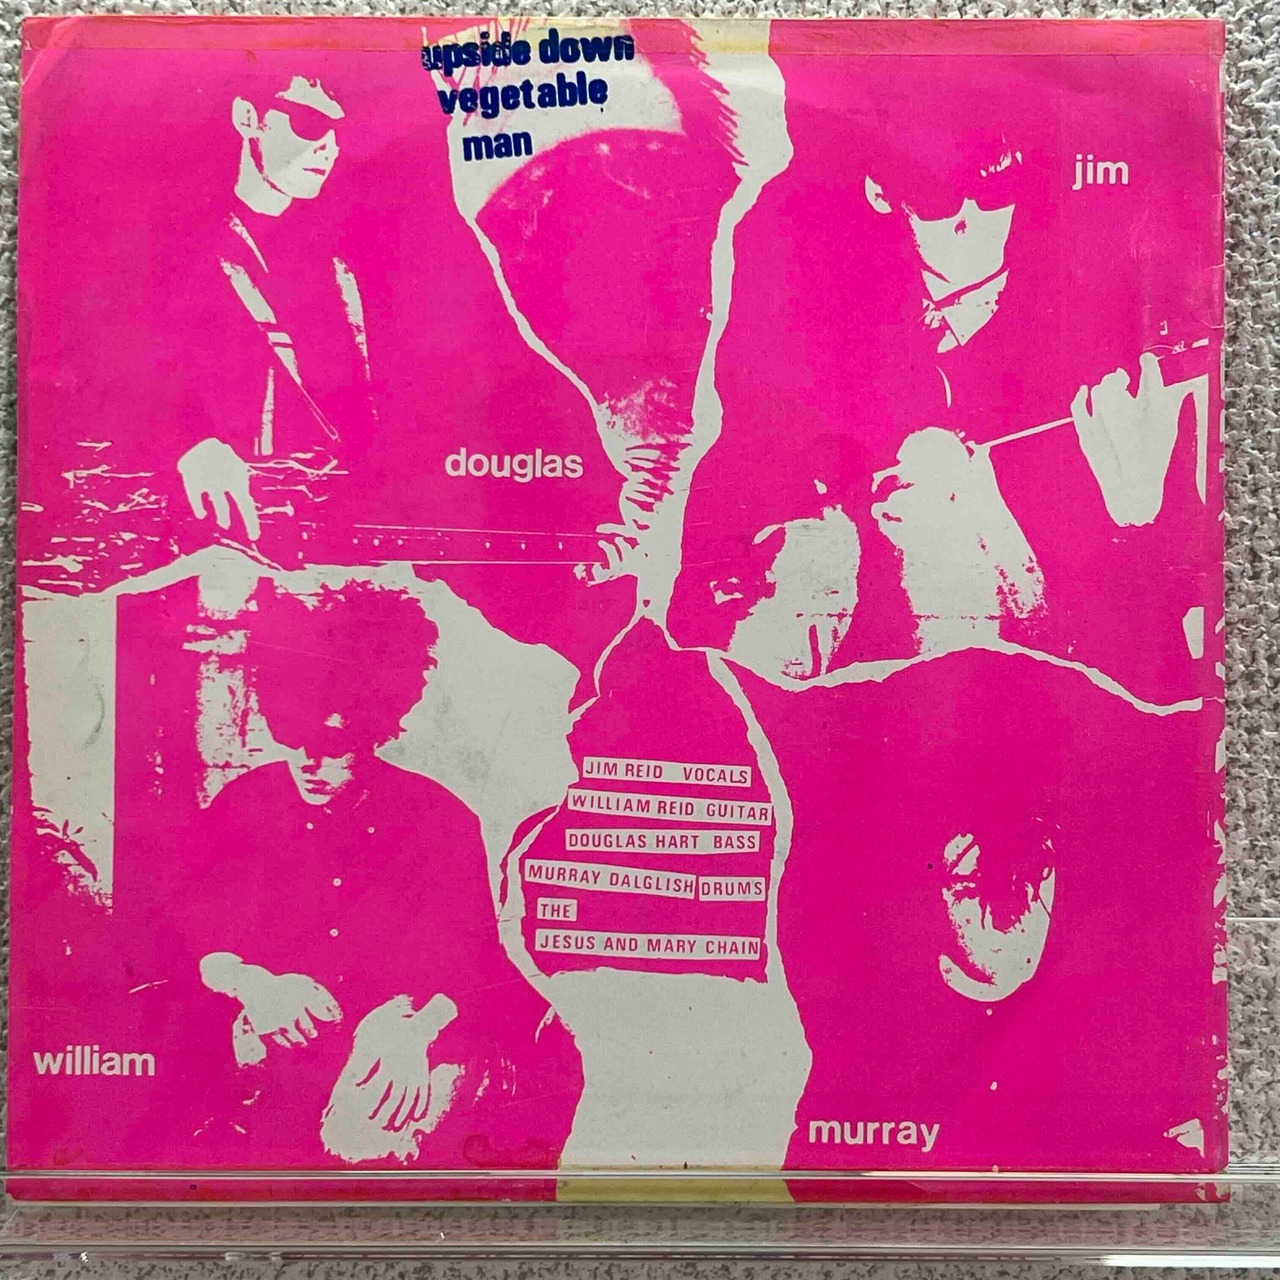 upside down
vegetable
man
jim
douglas
JIM REID VOCALS
WILLIAM REID GUITAR
DOUGLAS HART BASS
MURRAY DALGLISH DRUMS
THE
JESUS AND MARY CHAIN
william
murray